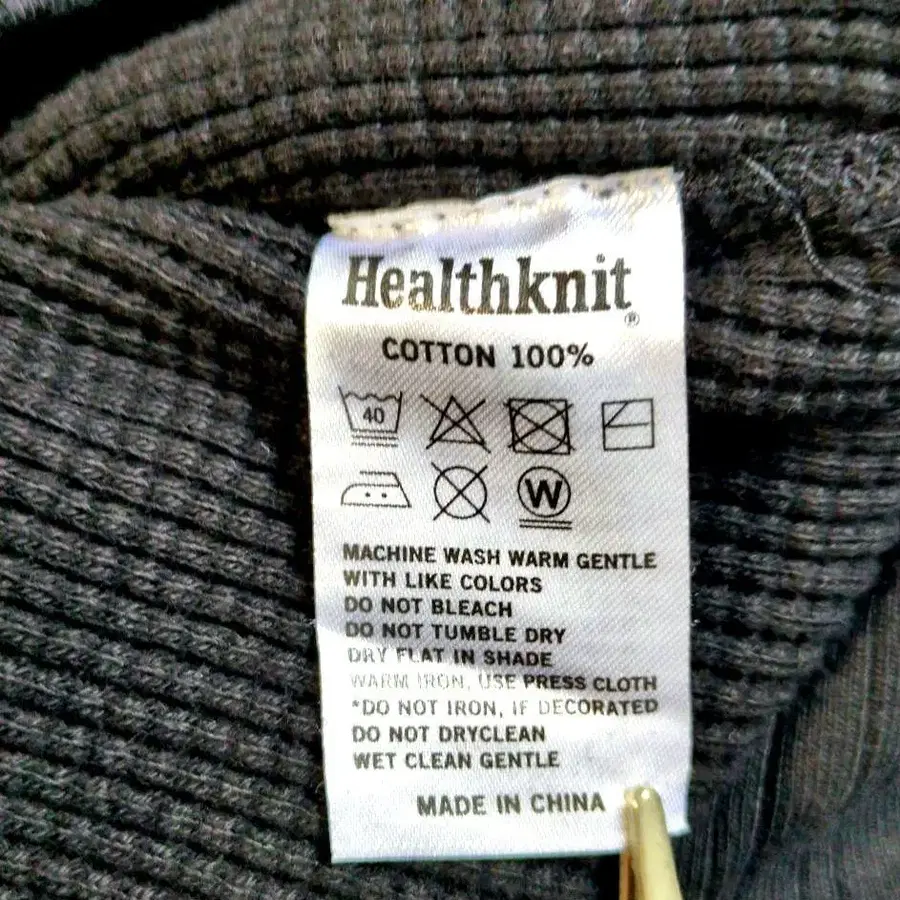 Healthknit®
COTTON 100%
40
W
MACHINE WASH WARM GENTLE
WITH LIKE COLORS
DO NOT BLEACH
DO NOT TUMBLE DRY
DRY FLAT IN SHADE
WARM IRON, USE PRESS CLOTH
*DO NOT IRON, IF DECORATED
DO NOT DRYCLEAN
WET CLEAN GENTLE
MADE IN CHINA